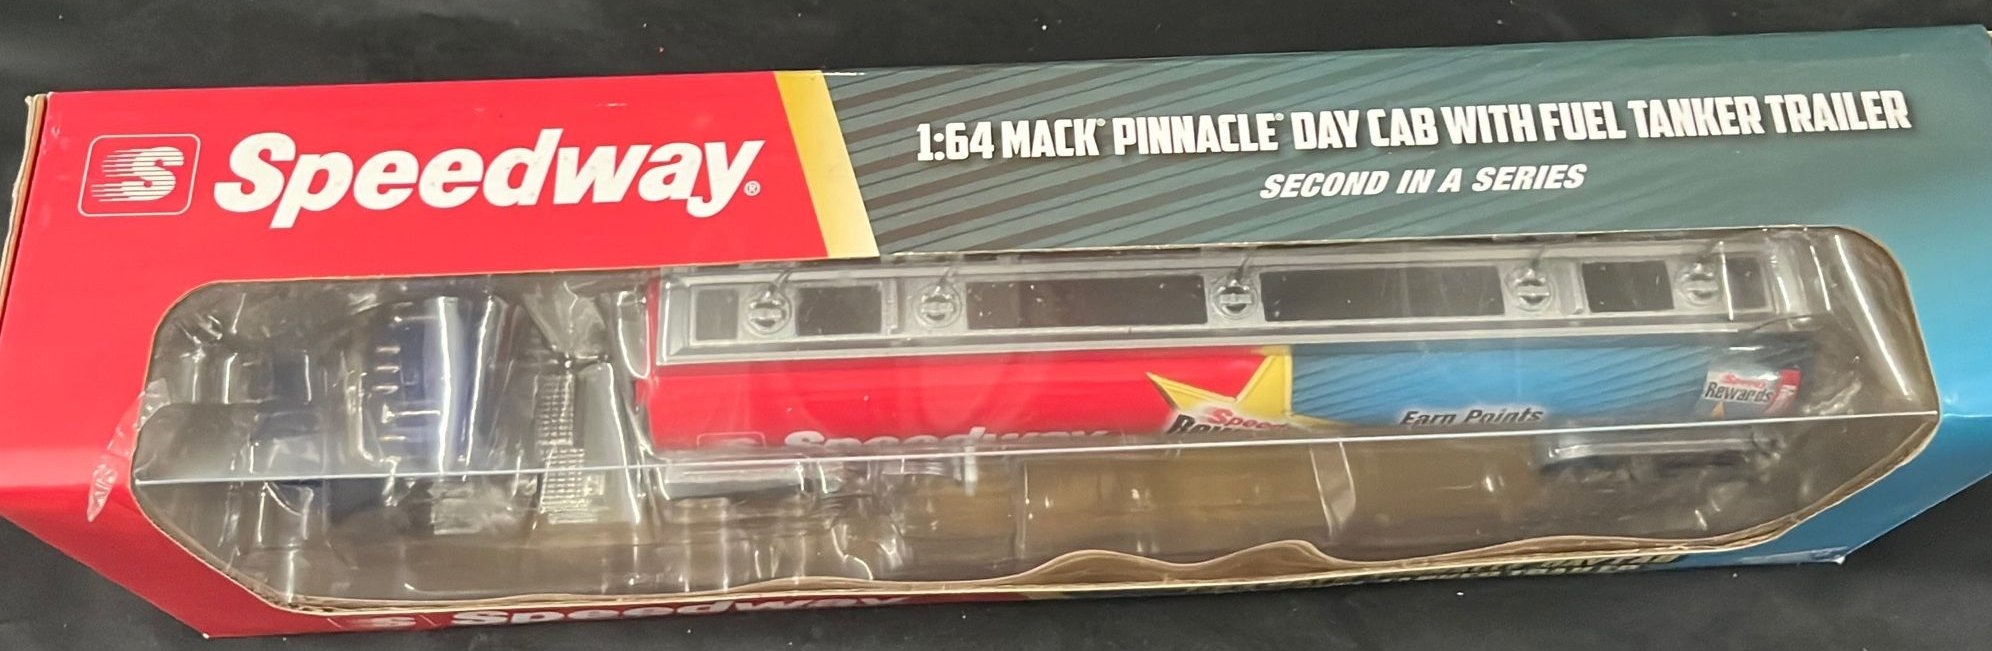 S Speedway®
1:64 MACK® PINNACLE® DAY CAB WITH FUEL TANKER TRAILER
SECOND IN A SERIES
Speedy
Rewards
Earn Points
Speedway
S Speedway